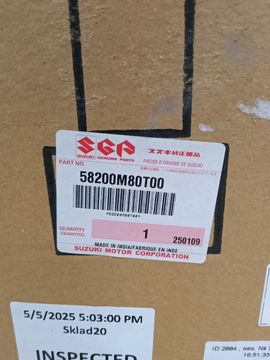 SGP
スズキ純正部品
SUZUKI GENUINE PARTS
PIÈCES D'ORIGINE DE SUZUKI
PART NO.
58200M80T00
*58200M80T00*
QUANTITY
(QUANTITÉ)
1
250109
MADE IN INDIA/FABRIQUE EN INDE
SUZUKI MOTOR CORPORATION
5/5/2025 5:03:00 PM
Sklad20
INSPECTED